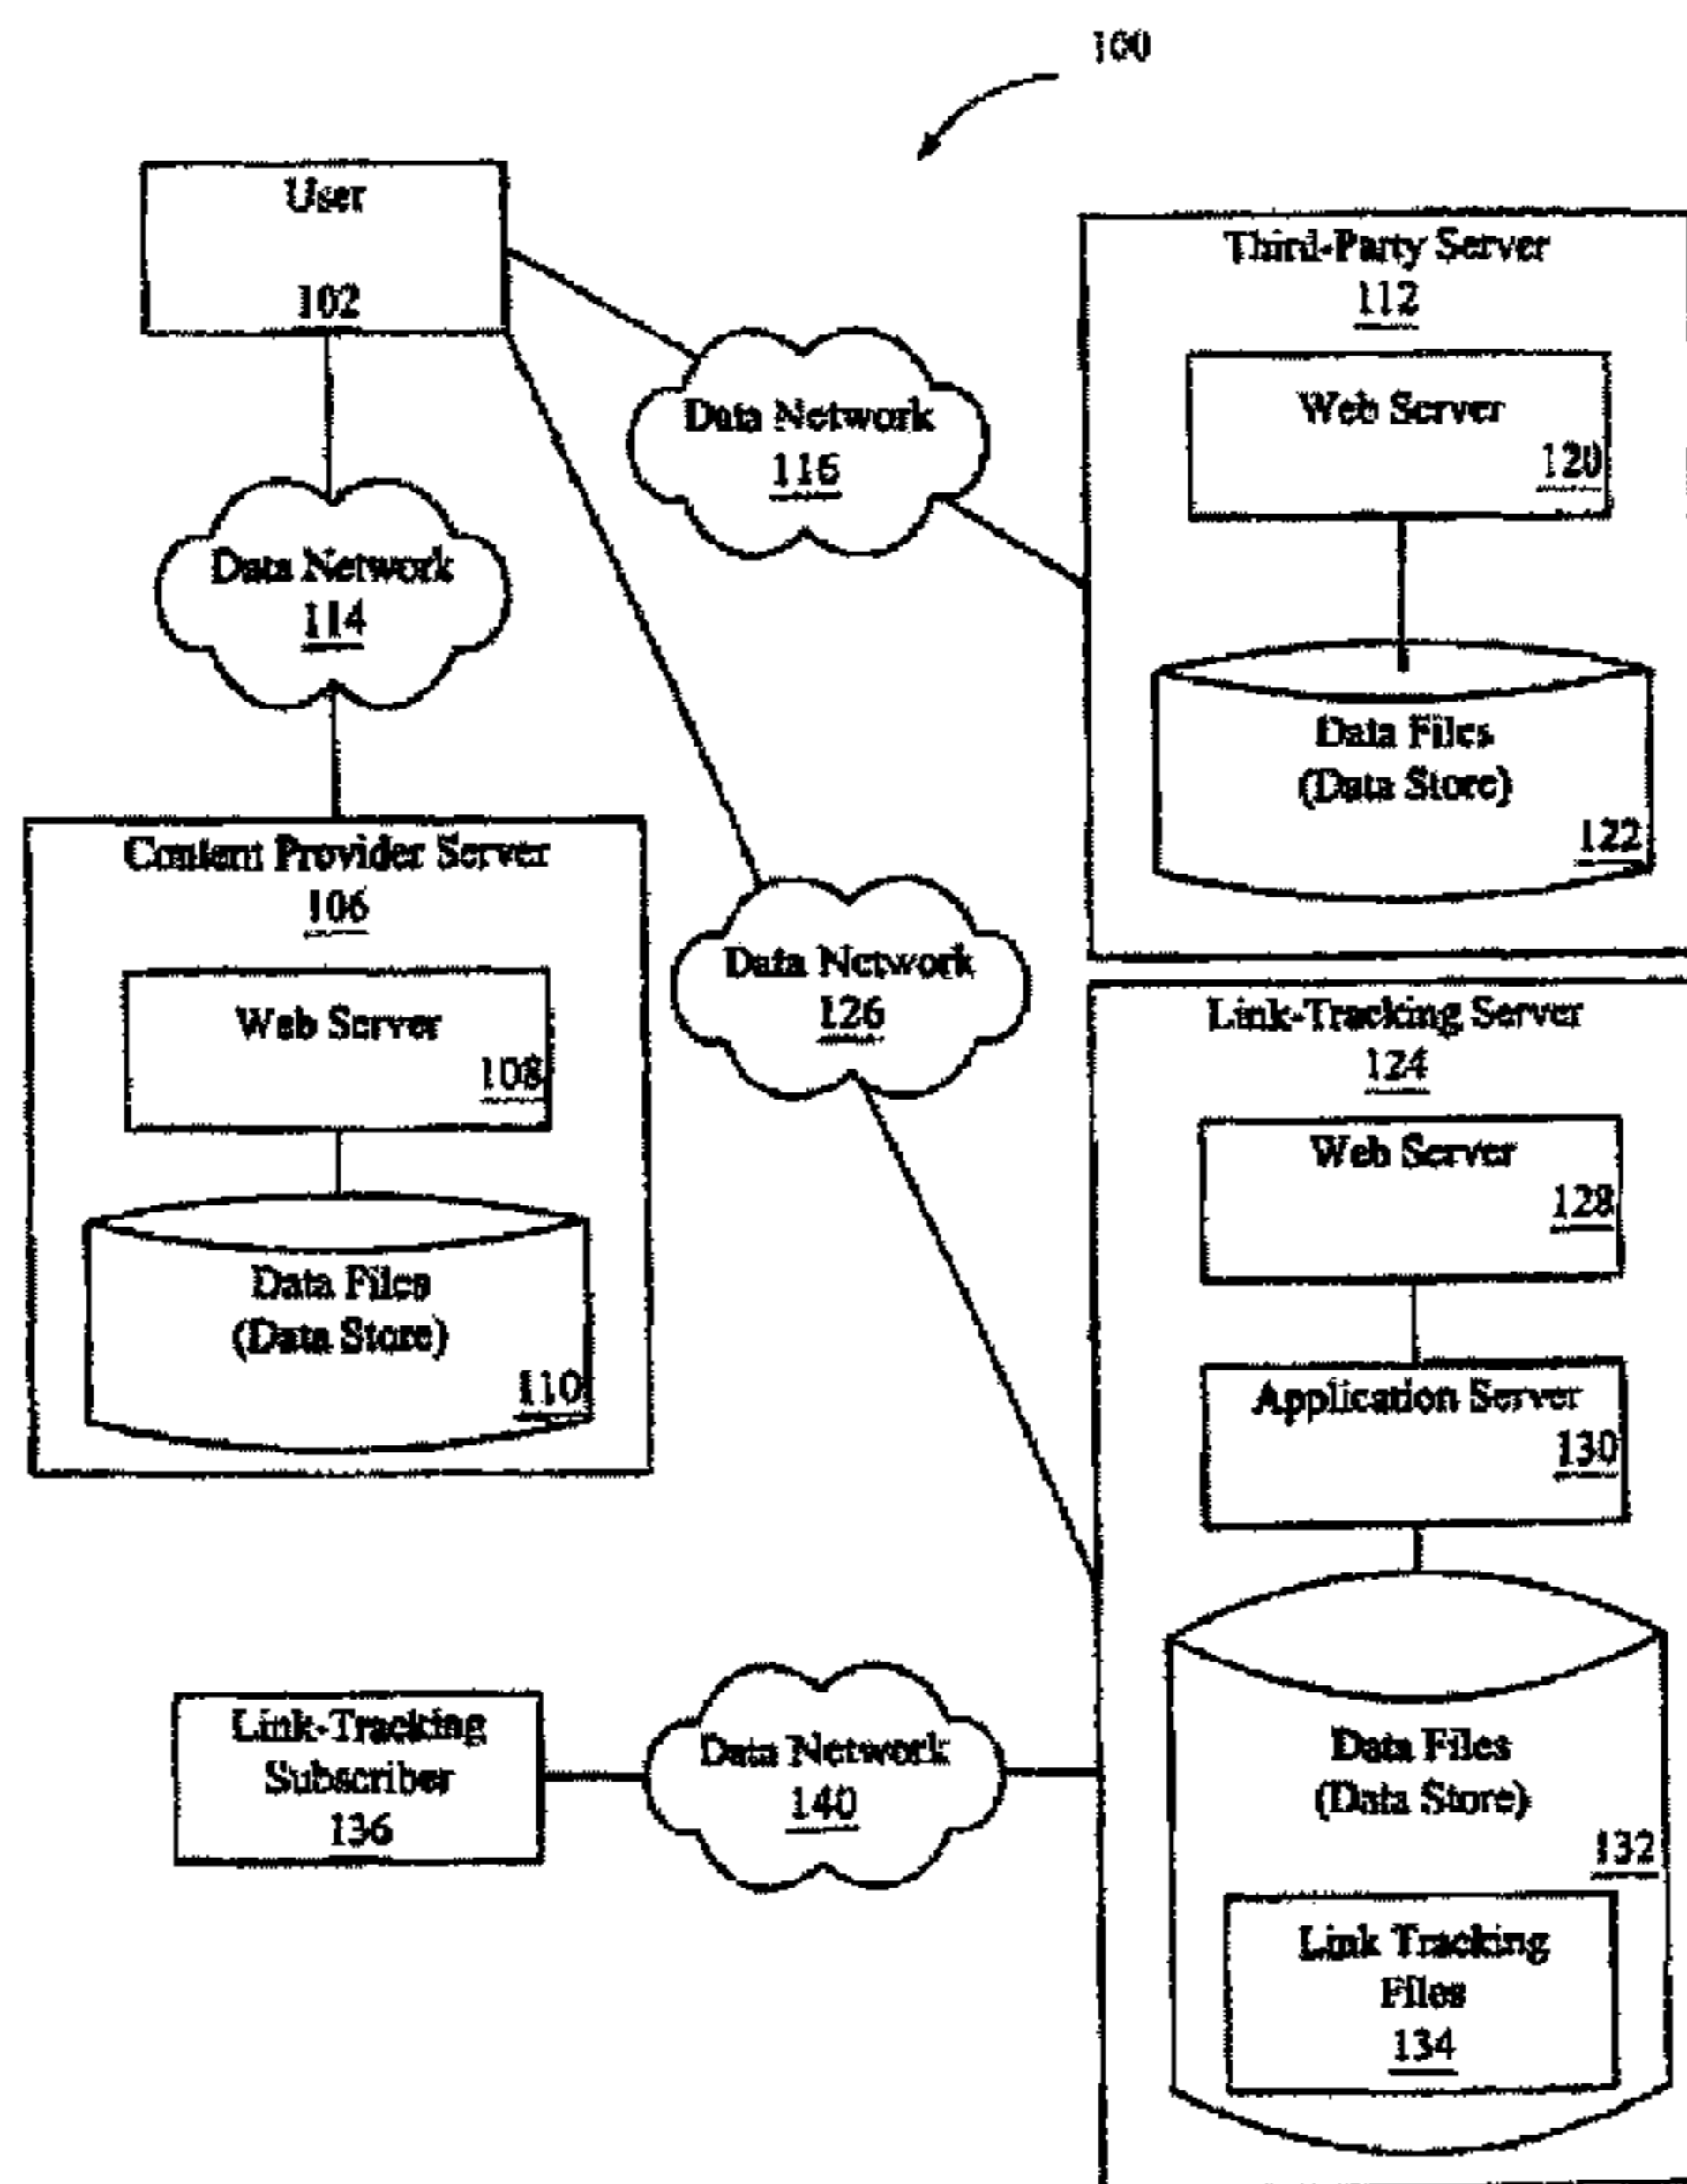 100
User
102
Third-Party Server
112
Web Server
120
Data Network
116
Data Network
114
Data Files
(Data Store)
122
Content Provider Server
106
Web Server
108
Data Files
(Data Store)
110
Data Network
126
Link-Tracking Server
124
Web Server
128
Application Server
130
Link-Tracking
Subscriber
136
Data Network
140
Data Files
(Data Store)
132
Link Tracking
Files
134